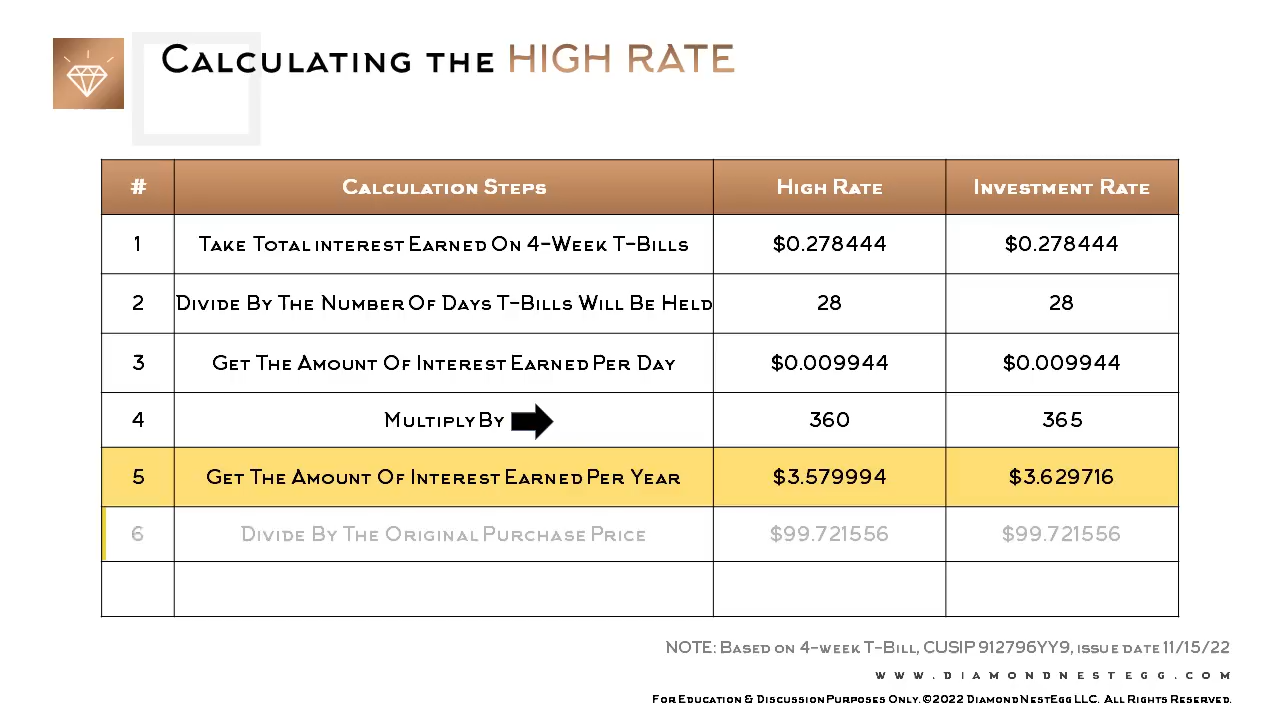 Calculating the HIGH RATE
# Calculation Steps High Rate Investment Rate
1 Take Total interest Earned On 4-Week T-Bills $0.278444 $0.278444
2 Divide By The Number Of Days T-Bills Will Be Held 28 28
3 Get The Amount Of Interest Earned Per Day $0.009944 $0.009944
4 Multiply By 360 365
5 Get The Amount Of Interest Earned Per Year $3.579994 $3.629716
6 Divide By The Original Purchase Price $99.721556 $99.721556
NOTE: Based on 4-week T-Bill, CUSIP 912796YY9, issue date 11/15/22
WWW.DIAMONDNESTEGG.COM
For Education & Discussion Purposes Only. ©2022 DiamondNestEgg LLC. All Rights Reserved.